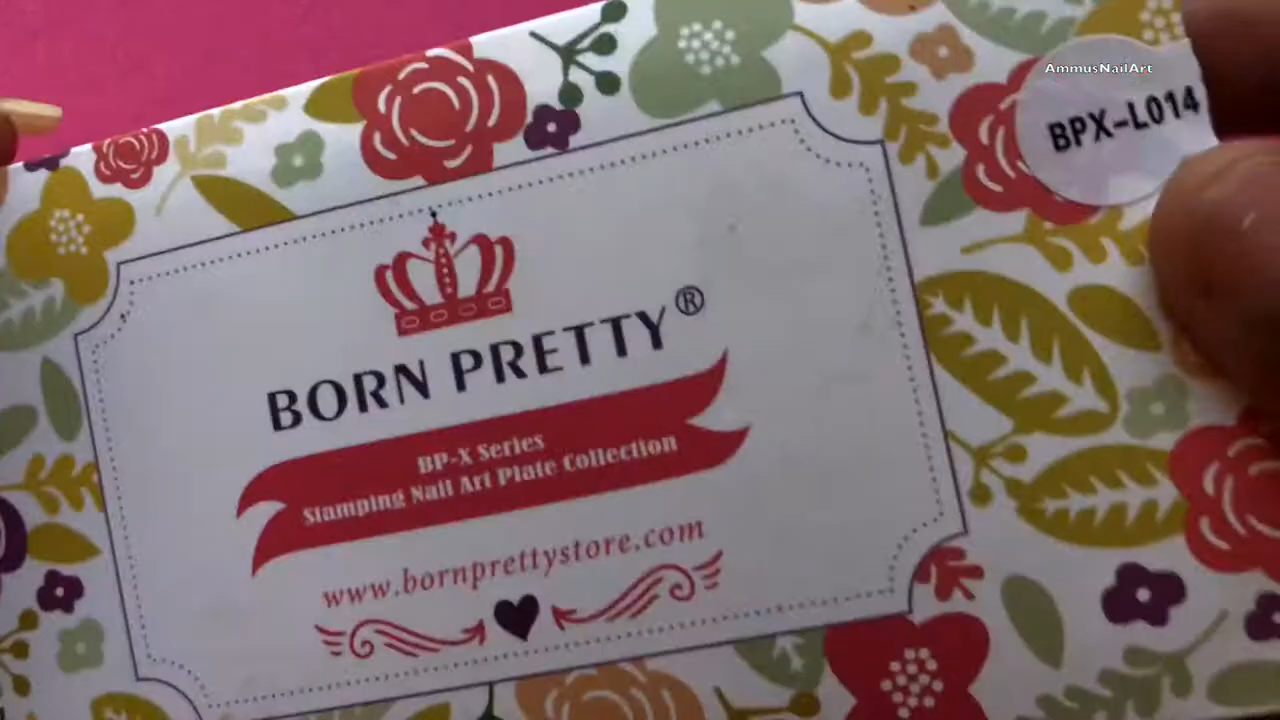 AmmusNailArt
BPX-L014
BORN PRETTY®
BP-X Series
Stamping Nail Art Plate Collection
www.bornprettystore.com